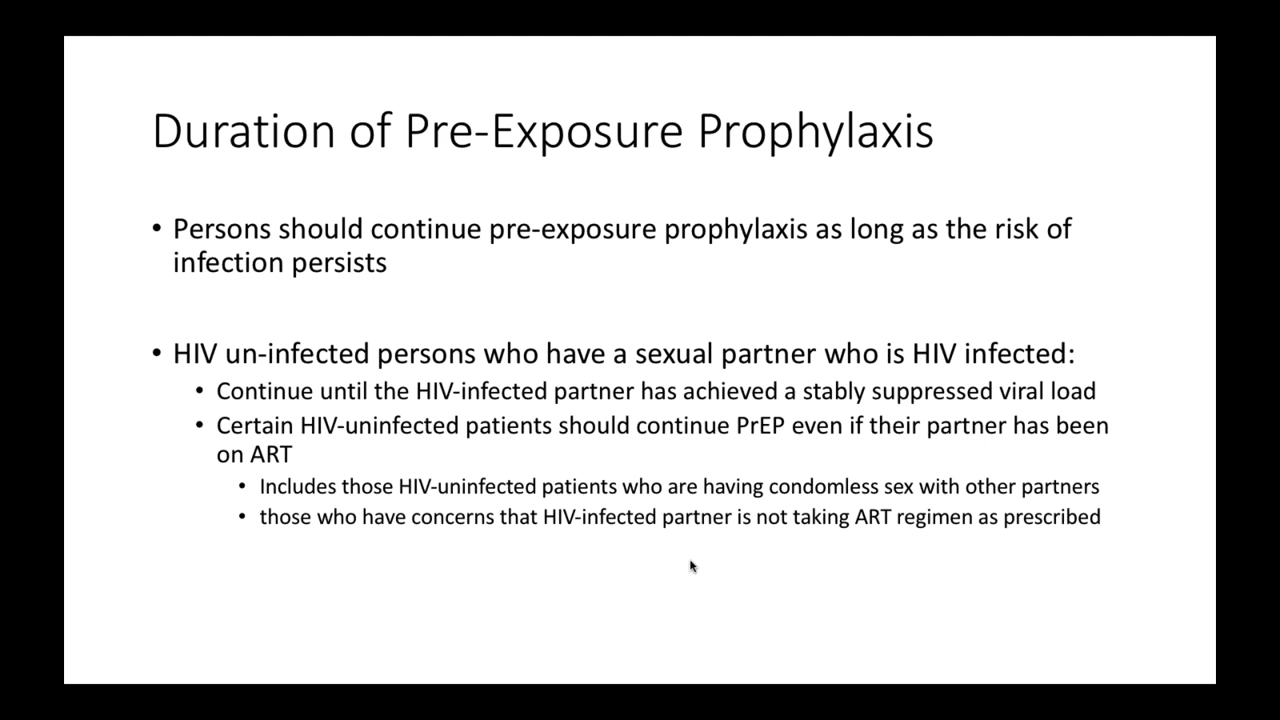 Duration of Pre-Exposure Prophylaxis
• Persons should continue pre-exposure prophylaxis as long as the risk of
infection persists
• HIV un-infected persons who have a sexual partner who is HIV infected:
• Continue until the HIV-infected partner has achieved a stably suppressed viral load
• Certain HIV-uninfected patients should continue PrEP even if their partner has been
on ART
• Includes those HIV-uninfected patients who are having condomless sex with other partners
• those who have concerns that HIV-infected partner is not taking ART regimen as prescribed